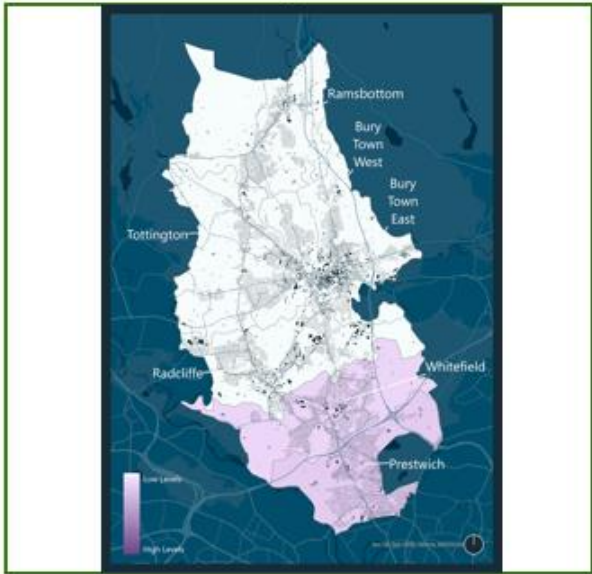 Ramsbottom
Bury
Town
West
Bury
Town
East
Tottington
Radcliffe
Whitefield
Prestwich
Low Levels
High Levels